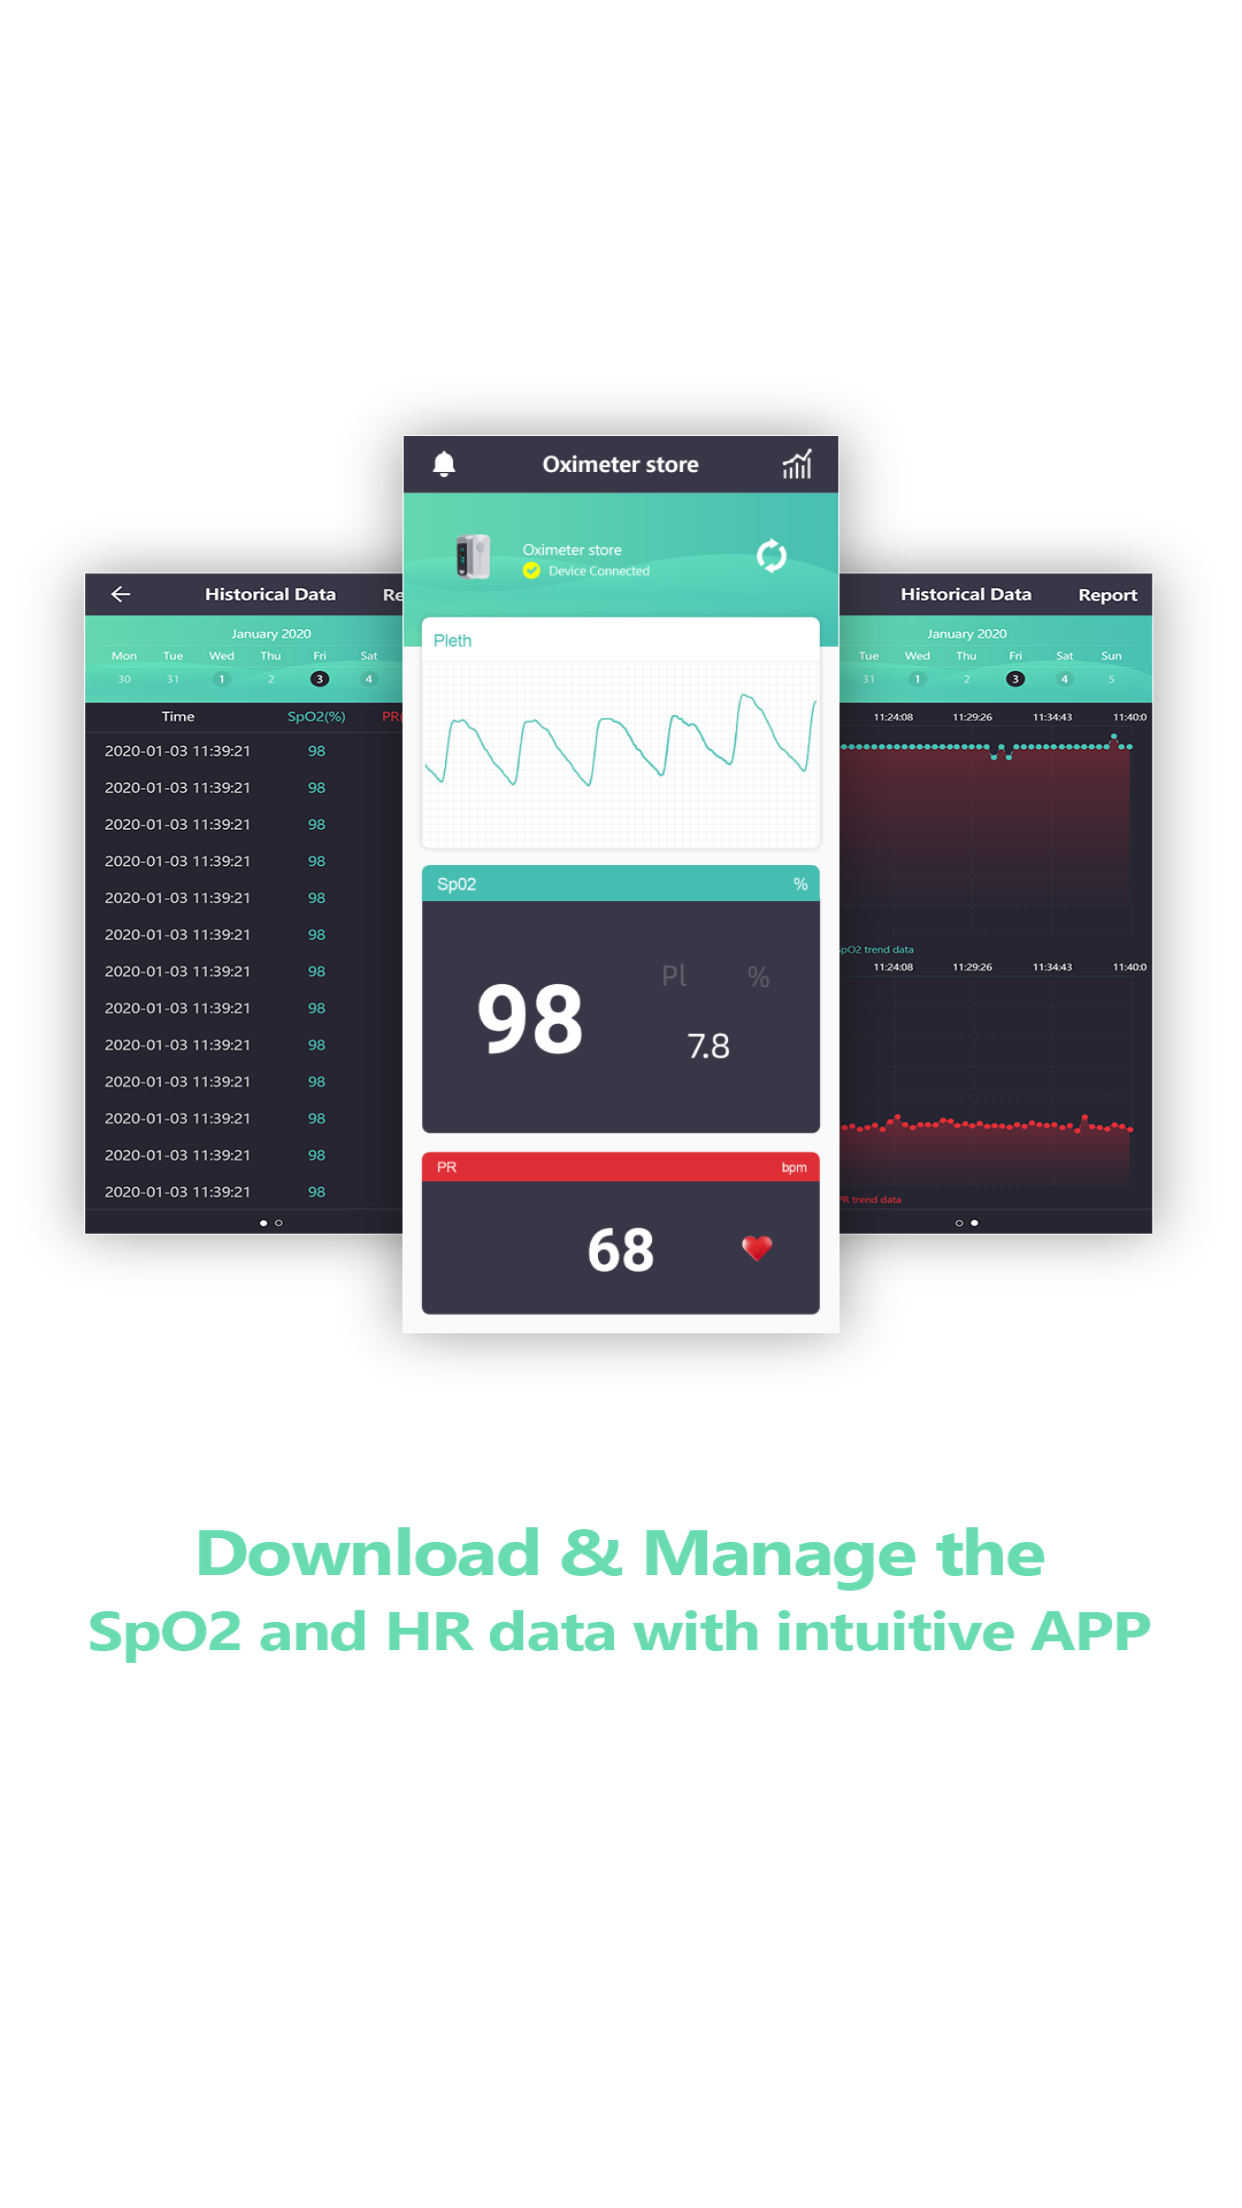 Oximeter store
Oximeter store
Device Connected
Pleth
Sp02 %
PI %
98
7.8
PR bpm
68
Historical Data Re
January 2020
Mon Tue Wed Thu Fri Sat
30 31 1 2 3 4
Time SpO2(%) PR(
2020-01-03 11:39:21 98
2020-01-03 11:39:21 98
2020-01-03 11:39:21 98
2020-01-03 11:39:21 98
2020-01-03 11:39:21 98
2020-01-03 11:39:21 98
2020-01-03 11:39:21 98
2020-01-03 11:39:21 98
2020-01-03 11:39:21 98
2020-01-03 11:39:21 98
2020-01-03 11:39:21 98
2020-01-03 11:39:21 98
2020-01-03 11:39:21 98
Historical Data Report
January 2020
Tue Wed Thu Fri Sat Sun
31 1 2 3 4 5
11:24:08 11:29:26 11:34:43 11:40:0
pO2 trend data
11:24:08 11:29:26 11:34:43 11:40:0
PR trend data
Download & Manage the
SpO2 and HR data with intuitive APP